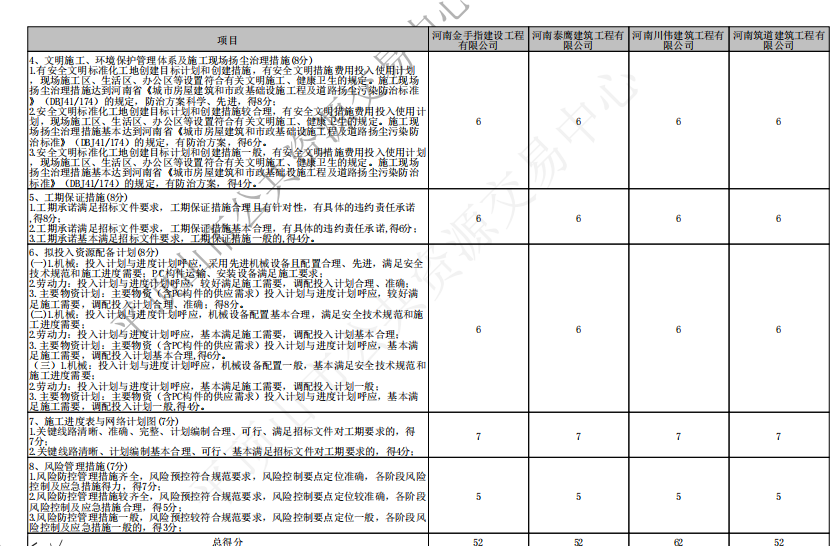 项目
河南金手指建设工程
有限公司
河南泰鹰建筑工程有
限公司
河南川伟建筑工程有
限公司
河南筑道建筑工程有
限公司
4、文明施工、环境保护管理体系及施工现场扬尘治理措施(8分)
1.有安全文明标准化工地创建目标计划和创建措施，有安全文明措施费用投入使用计划
，现场施工区、生活区、办公区等设置符合有关文明施工、健康卫生的规定。施工现场
扬尘治理措施达到河南省《城市房屋建筑和市政基础设施工程及道路扬尘污染防治标准
》（DBJ41/174）的规定，防治方案科学、先进，得8分；
2.安全文明标准化工地创建目标计划和创建措施较合理，有安全文明措施费用投入使用计
划，现场施工区、生活区、办公区等设置符合有关文明施工、健康卫生的规定。施工现
场扬尘治理措施基本达到河南省《城市房屋建筑和市政基础设施工程及道路扬尘污染防
治标准》（DBJ41/174）的规定，有防治方案，得6分。
3.安全文明标准化工地创建目标计划和创建措施一般，有安全文明措施费用投入使用计划
，现场施工区、生活区、办公区等设置符合有关文明施工、健康卫生的规定。施工现场
扬尘治理措施基本达到河南省《城市房屋建筑和市政基础设施工程及道路扬尘污染防治
标准》（DBJ41/174）的规定，有防治方案，得4分。
6
6
6
6
5、工期保证措施(8分)
1.工期承诺满足招标文件要求，工期保证措施合理且有针对性，有具体的违约责任承诺
,得8分；
2.工期承诺满足招标文件要求，工期保证措施基本合理，有具体的违约责任承诺,得6分；
3.工期承诺基本满足招标文件要求，工期保证措施一般的,得4分。
6
6
6
6
6、拟投入资源配备计划(8分)
(一)1.机械：投入计划与进度计划呼应，采用先进机械设备且配置合理、先进，满足安全
技术规范和施工进度需要；PC构件运输、安装设备满足施工要求；
2.劳动力：投入计划与进度计划呼应，较好满足施工需要，调配投入计划合理、准确；
3.主要物资计划：主要物资（含PC构件的供应需求）投入计划与进度计划呼应，较好满
足施工需要，调配投入计划合理、准确；得8分。
(二)1.机械：投入计划与进度计划呼应，机械设备配置基本合理，满足安全技术规范和施
工进度需要；
2.劳动力：投入计划与进度计划呼应，基本满足施工需要，调配投入计划基本合理；
3.主要物资计划：主要物资（含PC构件的供应需求）投入计划与进度计划呼应，基本满
足施工需要，调配投入计划基本合理,得6分。
（三）1.机械：投入计划与进度计划呼应，机械设备配置一般，基本满足安全技术规范和
施工进度需要；
2.劳动力：投入计划与进度计划呼应，基本满足施工需要，调配投入计划一般；
3.主要物资计划：主要物资（含PC构件的供应需求）投入计划与进度计划呼应，基本满
足施工需要，调配投入计划一般,得4分。
6
6
6
6
7、施工进度表与网络计划图(7分)
1.关键线路清晰、准确、完整、计划编制合理、可行、满足招标文件对工期要求的，得
7分；
2.关键线路清晰、计划编制基本合理、可行、基本满足招标文件对工期要求的，得4分；
7
7
7
7
8、风险管理措施(7分)
1.风险防控管理措施齐全，风险预控符合规范要求，风险控制要点定位准确，各阶段风险
控制及应急措施得力，得7分；
2.风险防控管理措施较齐全，风险预控符合规范要求，风险控制要点定位较准确，各阶段
风险控制及应急措施合理，得5分；
3.风险防控管理措施一般，风险预控较符合规范要求，风险控制要点定位一般，各阶段风
险控制及应急措施一般的，得3分；
5
5
5
5
总得分
52
52
62
52